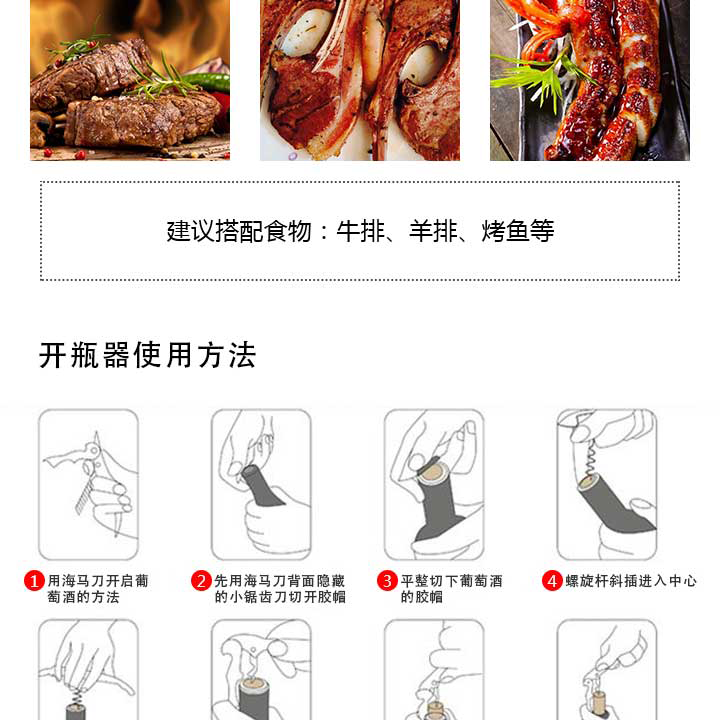 建议搭配食物：牛排、羊排、烤鱼等
开瓶器使用方法
1 用海马刀开启葡
萄酒的方法
2 先用海马刀背面隐藏
的小锯齿刀切开胶帽
3 平整切下葡萄酒
的胶帽
4 螺旋杆斜插进入中心